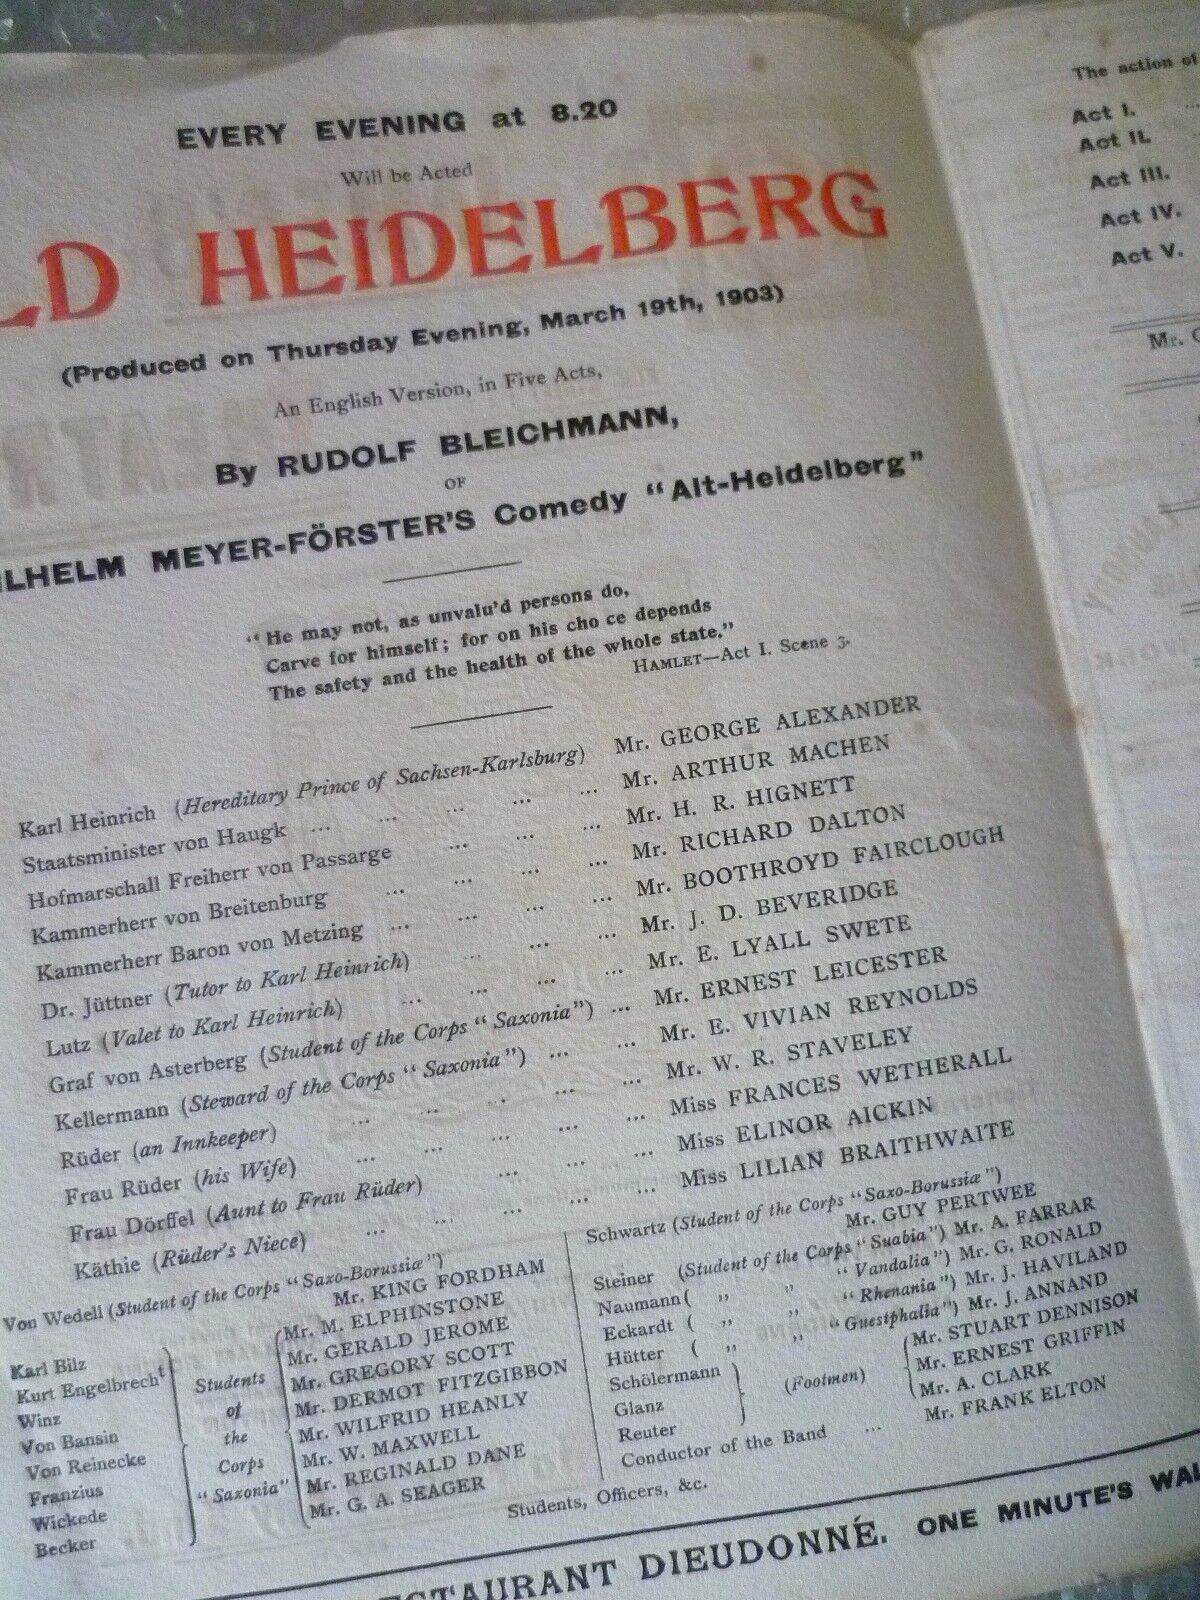 EVERY EVENING at 8.20
Will be Acted
LD HEIDELBERG
(Produced on Thursday Evening, March 19th, 1903)
An English Version, in Five Acts,
By RUDOLF BLEICHMANN,
OF
ILHELM MEYER-FÖRSTER'S Comedy "Alt-Heidelberg"
"He may not, as unvalu'd persons do,
Carve for himself; for on his cho ce depends
The safety and the health of the whole state."
HAMLET—Act I. Scene 3.
Karl Heinrich (Hereditary Prince of Sachsen-Karlsburg) Mr. GEORGE ALEXANDER
Staatsminister von Haugk ... ... ... ... Mr. ARTHUR MACHEN
Hofmarschall Freiherr von Passarge ... ... ... Mr. H. R. HIGNETT
Kammerherr von Breitenburg ... ... ... ... Mr. RICHARD DALTON
Kammerherr Baron von Metzing ... ... ... ... Mr. BOOTHROYD FAIRCLOUGH
Dr. Jüttner (Tutor to Karl Heinrich) ... ... ... Mr. J. D. BEVERIDGE
Lutz (Valet to Karl Heinrich) ... ... ... ... Mr. E. LYALL SWETE
Graf von Asterberg (Student of the Corps "Saxonia") ... Mr. ERNEST LEICESTER
Kellermann (Steward of the Corps "Saxonia") ... ... Mr. E. VIVIAN REYNOLDS
Rüder (an Innkeeper) ... ... ... ... ... Mr. W. R. STAVELEY
Frau Rüder (his Wife) ... ... ... ... ... Miss FRANCES WETHERALL
Frau Dörffel (Aunt to Frau Rüder) ... ... ... Miss ELINOR AICKIN
Käthie (Rüder's Niece) ... ... ... ... ... Miss LILIAN BRAITHWAITE
Von Wedell (Student of the Corps "Saxo-Borussiæ")
Mr. KING FORDHAM
Karl Bilz Mr. M. ELPHINSTONE
Kurt Engelbrecht Mr. GERALD JEROME
Winz Students Mr. GREGORY SCOTT
Von Bansin of Mr. DERMOT FITZGIBBON
Von Reinecke the Mr. WILFRID HEANLY
Franzius Corps Mr. W. MAXWELL
Wickede "Saxonia" Mr. REGINALD DANE
Becker Mr. G. A. SEAGER
Schwartz (Student of the Corps "Saxo-Borussiæ")
Mr. GUY PERTWEE
Steiner (Student of the Corps "Suabia") Mr. A. FARRAR
Naumann ( " " "Vandalia") Mr. G. RONALD
Eckardt ( " " "Rhenania") Mr. J. HAVILAND
Hütter ( " " "Guestphalia") Mr. J. ANNAND
Schölermann Mr. STUART DENNISON
Glanz (Footmen) Mr. ERNEST GRIFFIN
Reuter Mr. A. CLARK
Conductor of the Band ... Mr. FRANK ELTON
Students, Officers, &c.
ESTAURANT DIEUDONNÉ. ONE MINUTE'S WAL
The action of
Act I.
Act II.
Act III.
Act IV.
Act V.
Mr.